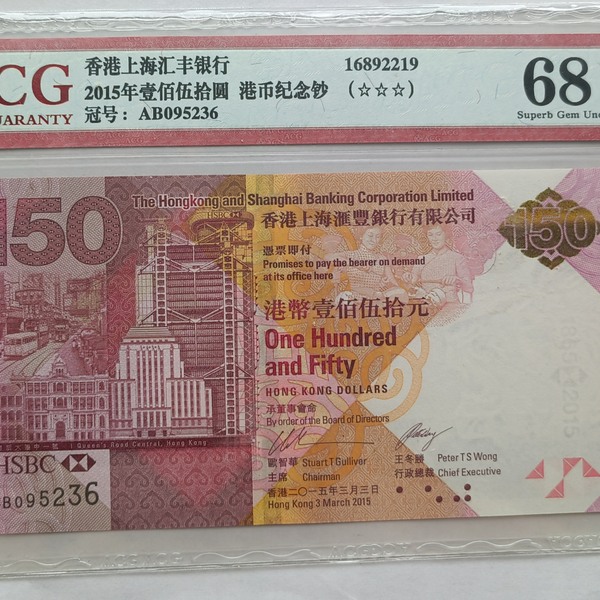 CG
UARANTY
香港上海汇丰银行
2015年壹佰伍拾圆 港币纪念钞
冠号: AB095236
16892219
(☆☆☆)
68
Superb Gem Unc
150
The Hongkong and Shanghai Banking Corporation Limited
香港上海滙豐銀行有限公司
憑票即付
Promises to pay the bearer on demand
at its office here
港幣壹佰伍拾元
One Hundred
and Fifty
HONG KONG DOLLARS
承董事會命
By order of the Board of Directors
歐智華 Stuart T Gulliver
主席 Chairman
王冬勝 Peter T S Wong
行政總裁 Chief Executive
香港二〇一五年三月三日
Hong Kong 3 March 2015
150
HSBC
Queen's Road Central, Hong Kong
HSBC
B095236
2015